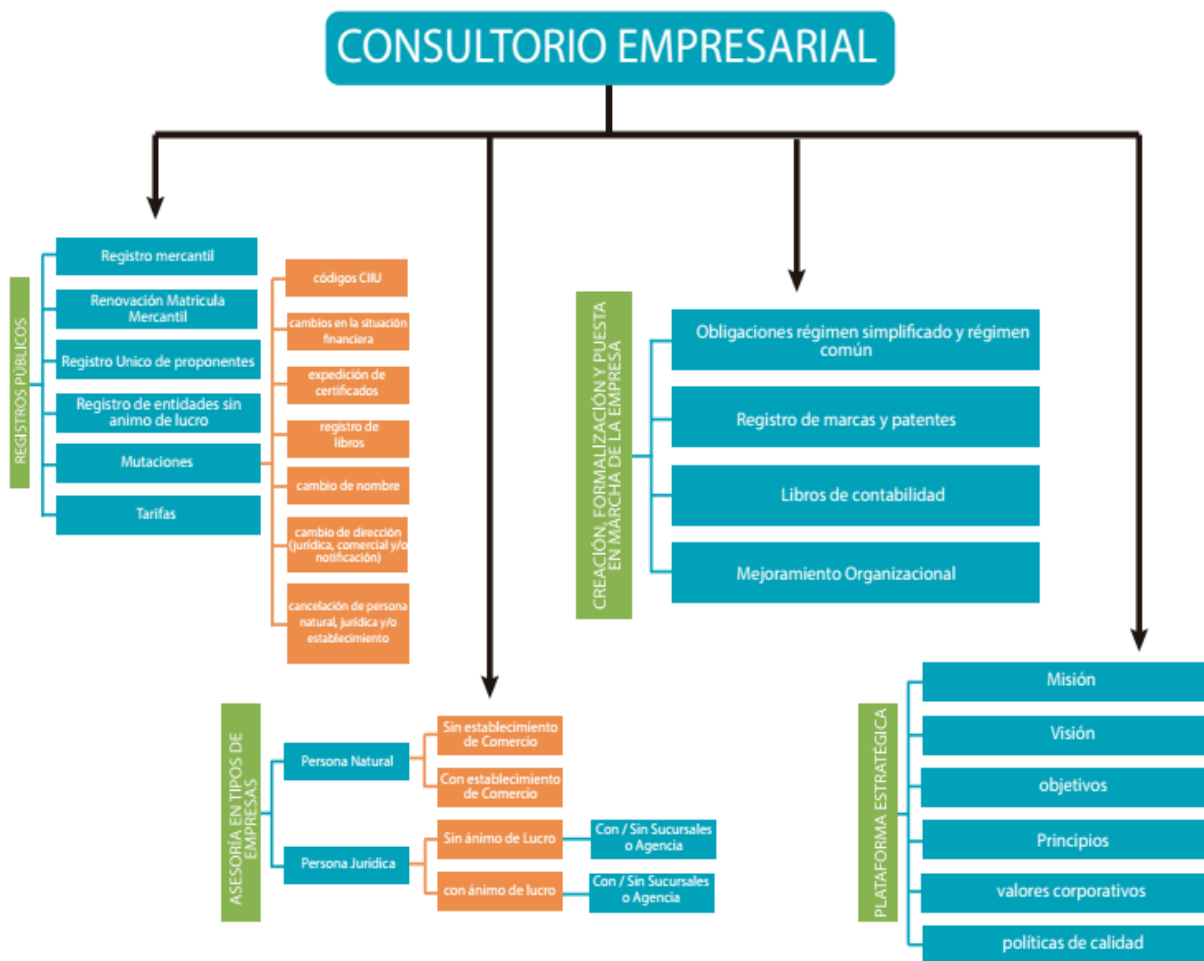 CONSULTORIO EMPRESARIAL
REGISTROS PÚBLICOS
Registro mercantil
Renovación Matricula
Mercantil
Registro Unico de proponentes
Registro de entidades sin
animo de lucro
Mutaciones
Tarifas
códigos CIIU
cambios en la situación
financiera
expedición de
certificados
registro de
libros
cambio de nombre
cambio de dirección
(jurídica, comercial y/o
notificación)
cancelación de persona
natural, jurídica y/o
establecimiento
ASESORÍA EN TIPOS DE
EMPRESAS
Persona Natural
Sin establecimiento
de Comercio
Con establecimiento
de Comercio
Persona Juridica
Sin ánimo de Lucro
Con / Sin Sucursales
o Agencia
con ánimo de lucro
Con / Sin Sucursales
o Agencia
CREACIÓN, FORMALIZACIÓN Y PUESTA
EN MARCHA DE LA EMPRESA
Obligaciones régimen simplificado y régimen
común
Registro de marcas y patentes
Libros de contabilidad
Mejoramiento Organizacional
PLATAFORMA ESTRATÉGICA
Misión
Visión
objetivos
Principios
valores corporativos
políticas de calidad